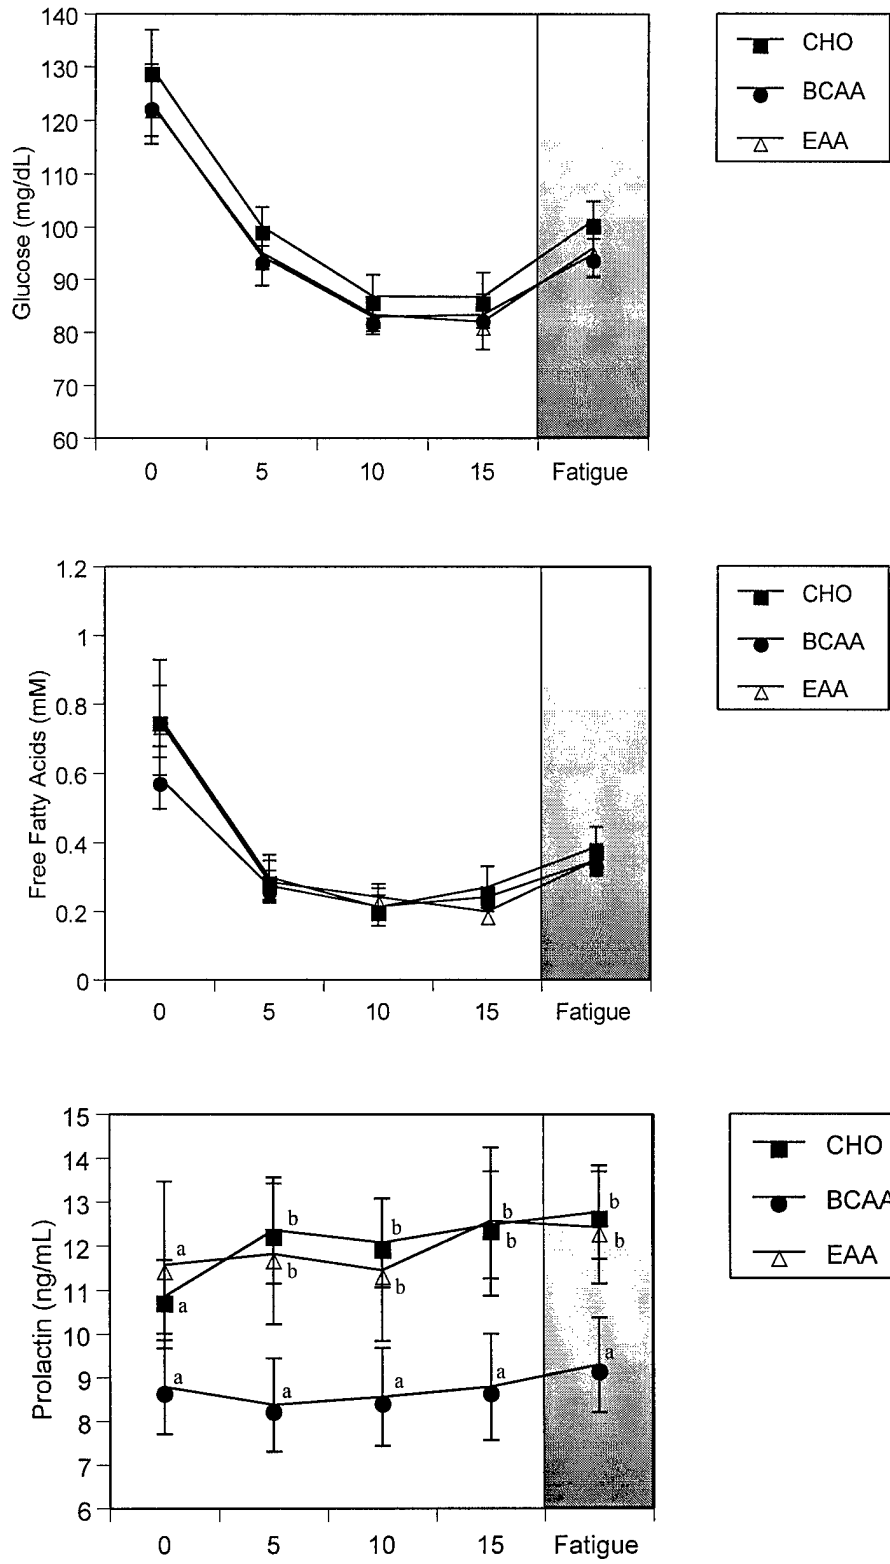 Glucose (mg/dL)
140
130
120
110
100
90
80
70
60
0 5 10 15 Fatigue
CHO
BCAA
EAA
Free Fatty Acids (mM)
1.2
1
0.8
0.6
0.4
0.2
0
0 5 10 15 Fatigue
CHO
BCAA
EAA
Prolactin (ng/mL)
15
14
13
12
11
10
9
8
7
6
a b b b b
a b b b b
a a a a a
0 5 10 15 Fatigue
CHO
BCAA
EAA